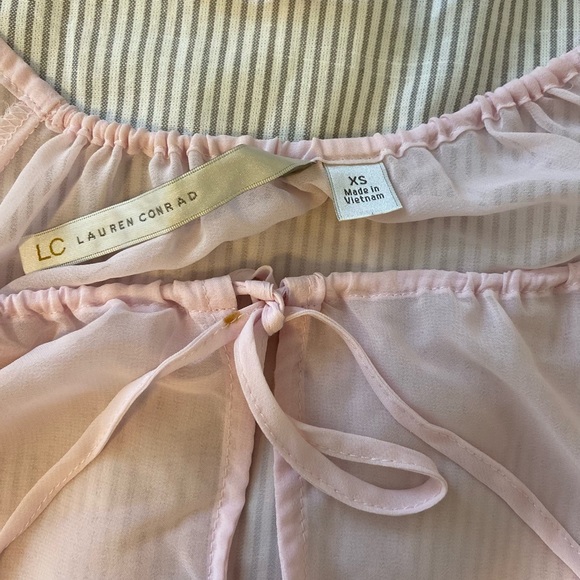 LC LAUREN CONRAD
XS
Made in
Vietnam